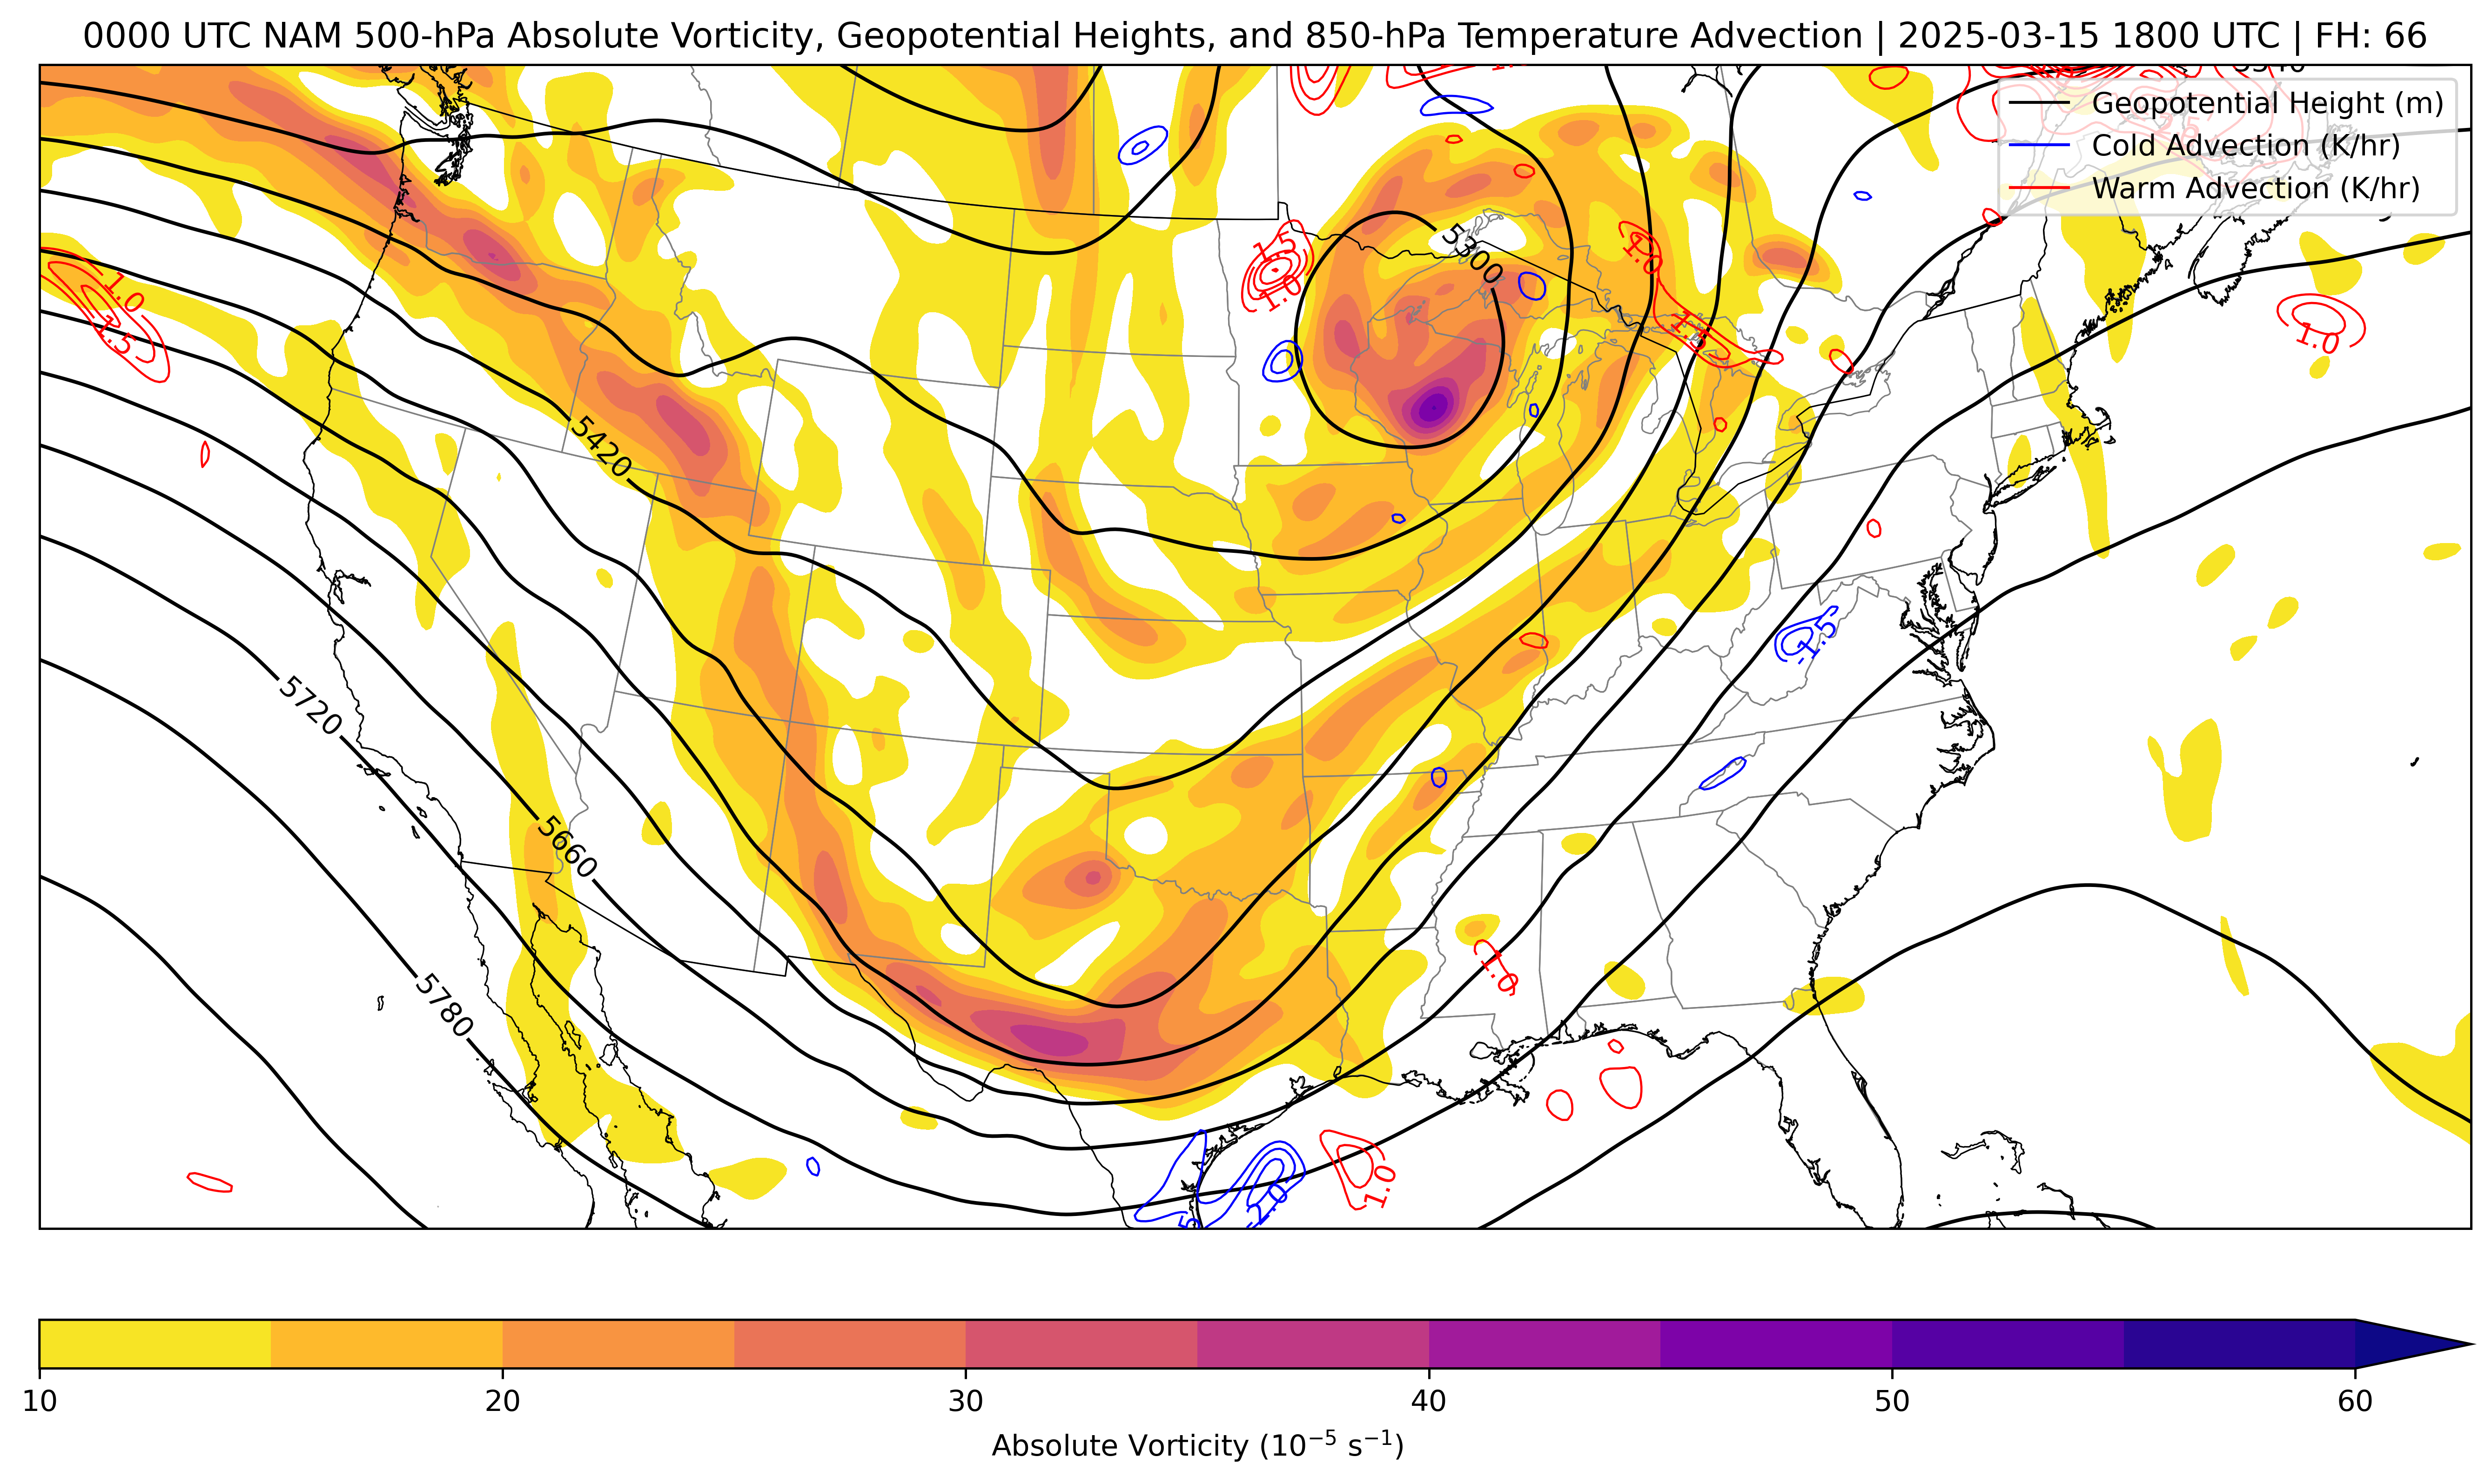 0000 UTC NAM 500-hPa Absolute Vorticity, Geopotential Heights, and 850-hPa Temperature Advection | 2025-03-15 1800 UTC | FH: 66
Geopotential Height (m)
Cold Advection (K/hr)
Warm Advection (K/hr)
5300
1.5
1.0
1.0
1.0
1.5
1.5
1.0
5420
-1.5
5720
5660
1.0
5780
1.0
-2.0
10 20 30 40 50 60
Absolute Vorticity (10⁻⁵ s⁻¹)